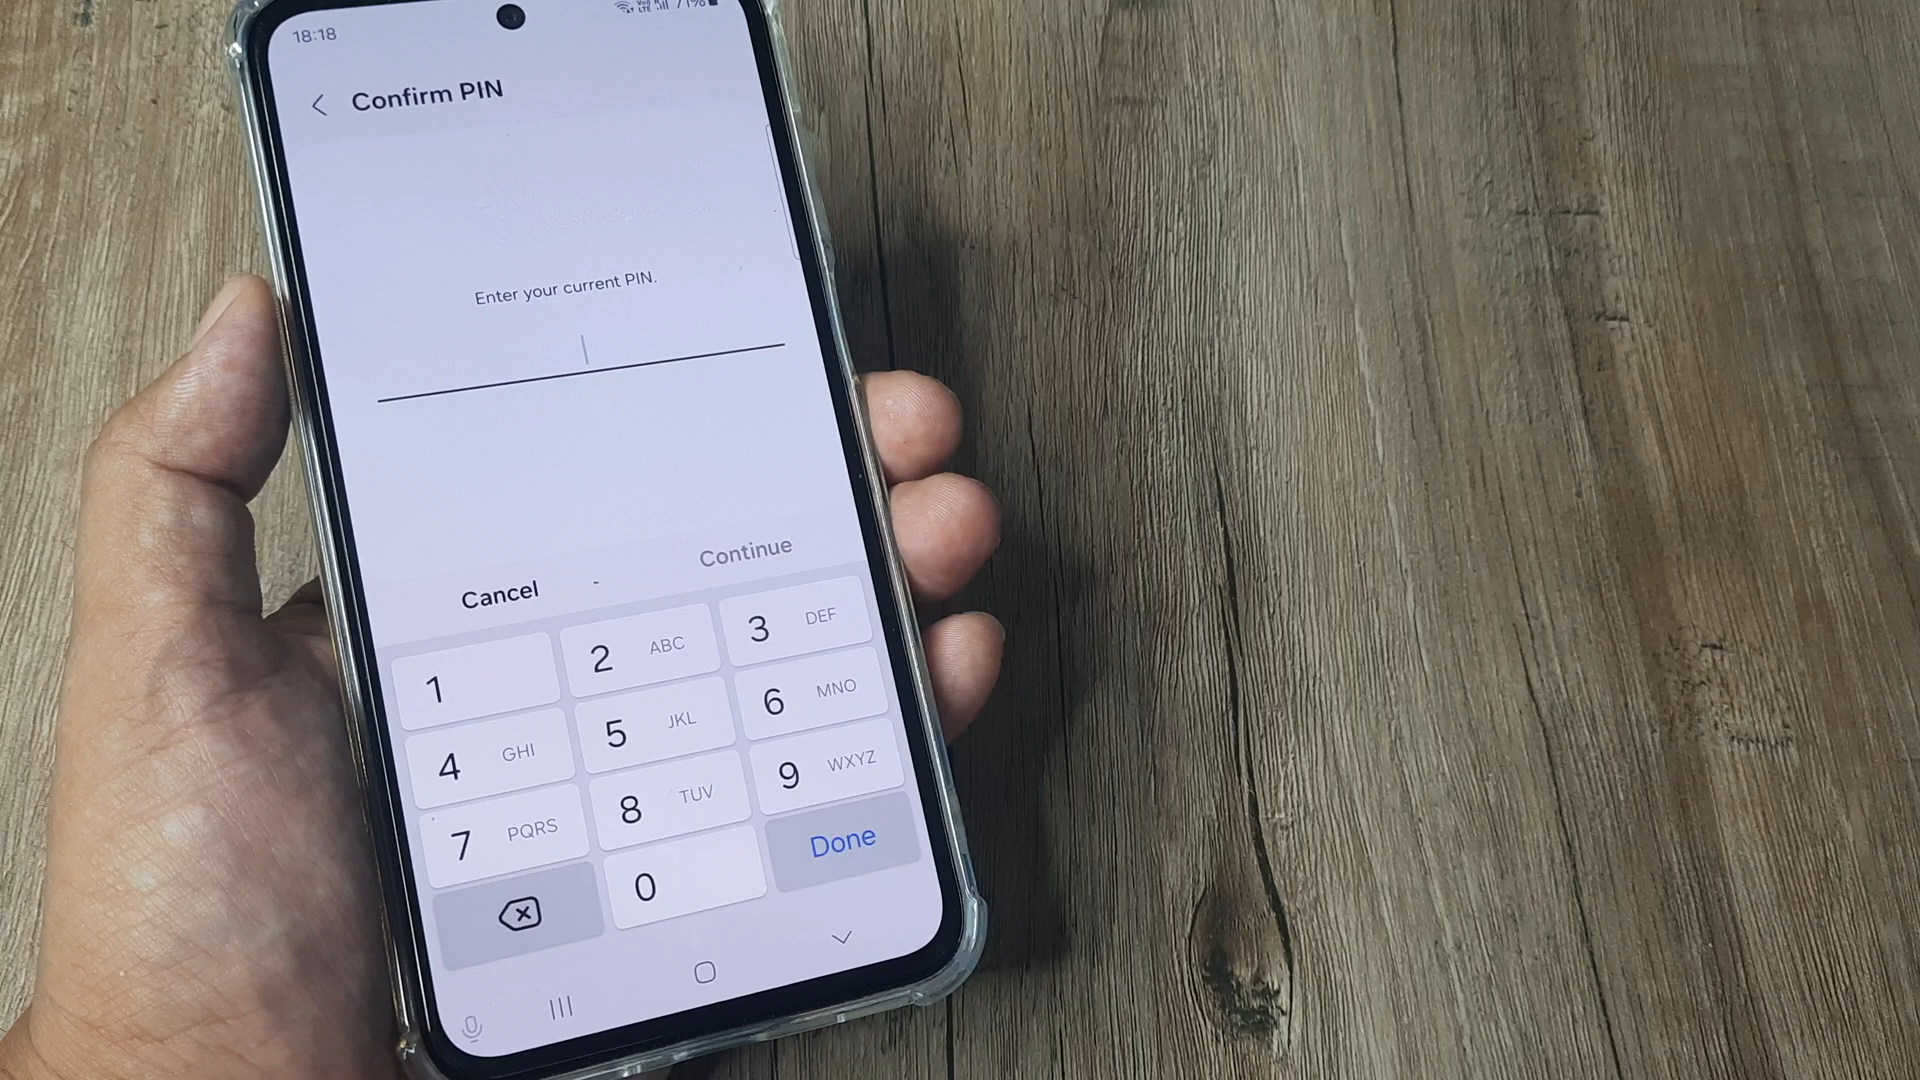 18:18 71%
Confirm PIN
Enter your current PIN.
Cancel Continue
1 2 ABC 3 DEF
4 GHI 5 JKL 6 MNO
7 PQRS 8 TUV 9 WXYZ
0 Done